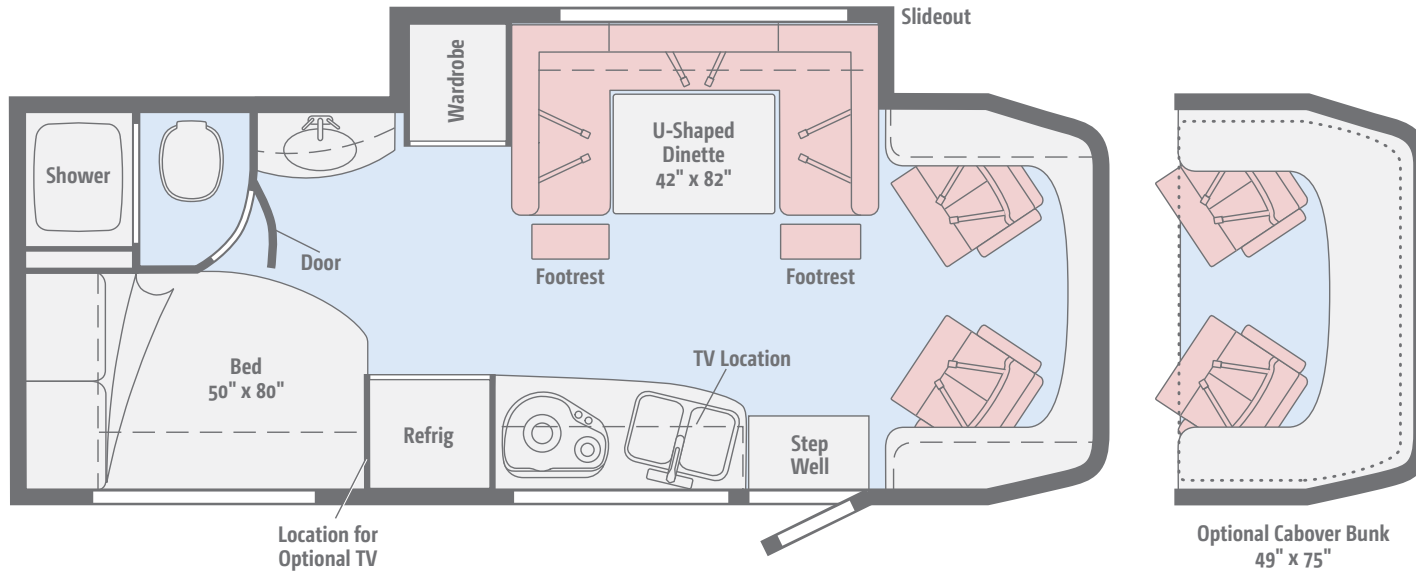 Slideout
Wardrobe
U-Shaped
Dinette
42" x 82"
Shower
Door
Footrest
Footrest
TV Location
Bed
50" x 80"
Refrig
Step
Well
Location for
Optional TV
Optional Cabover Bunk
49" x 75"